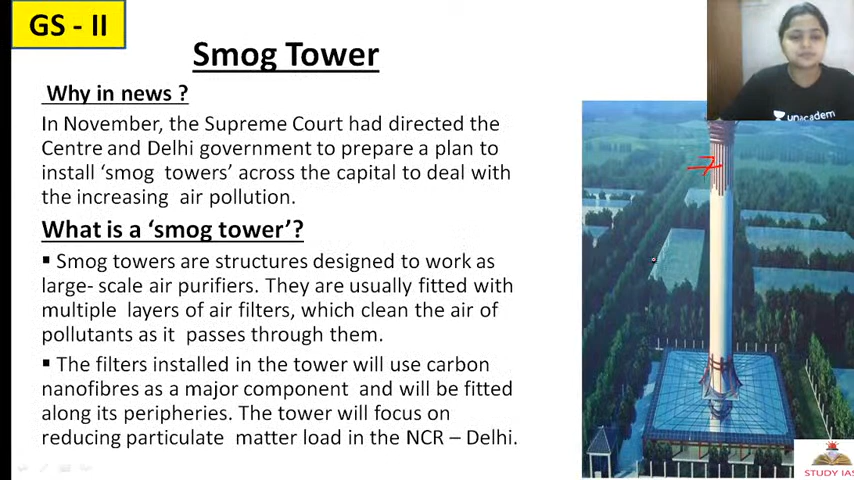 GS - II
Smog Tower
Why in news ?
In November, the Supreme Court had directed the
Centre and Delhi government to prepare a plan to
install ‘smog towers’ across the capital to deal with
the increasing air pollution.
What is a ‘smog tower’?
▪ Smog towers are structures designed to work as
large- scale air purifiers. They are usually fitted with
multiple layers of air filters, which clean the air of
pollutants as it passes through them.
▪ The filters installed in the tower will use carbon
nanofibres as a major component and will be fitted
along its peripheries. The tower will focus on
reducing particulate matter load in the NCR – Delhi.
unacadem
STUDY IAS